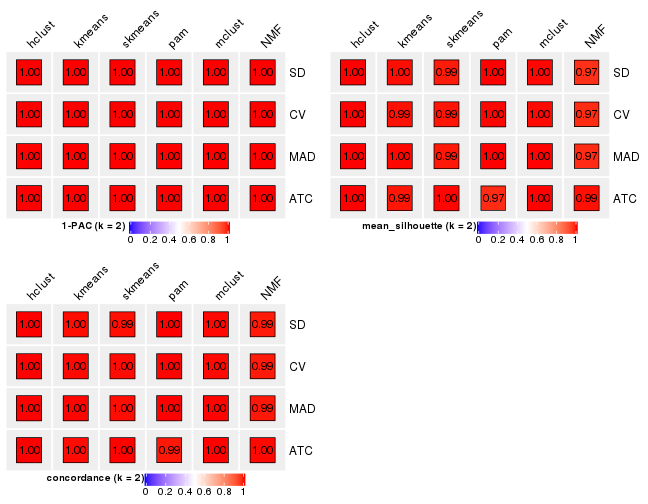 hclust kmeans skmeans pam mclust NMF
1.00 1.00 1.00 1.00 1.00 1.00 SD
1.00 1.00 1.00 1.00 1.00 1.00 CV
1.00 1.00 1.00 1.00 1.00 1.00 MAD
1.00 1.00 1.00 1.00 1.00 1.00 ATC
1-PAC (k = 2)
0 0.2 0.4 0.6 0.8 1
hclust kmeans skmeans pam mclust NMF
1.00 1.00 0.99 1.00 1.00 0.97 SD
1.00 0.99 0.99 1.00 1.00 0.97 CV
1.00 1.00 0.99 1.00 1.00 0.97 MAD
1.00 0.99 1.00 0.97 1.00 0.99 ATC
mean_silhouette (k = 2)
0 0.2 0.4 0.6 0.8 1
hclust kmeans skmeans pam mclust NMF
1.00 1.00 0.99 1.00 1.00 0.99 SD
1.00 1.00 1.00 1.00 1.00 0.99 CV
1.00 1.00 1.00 1.00 1.00 0.99 MAD
1.00 1.00 1.00 0.99 1.00 1.00 ATC
concordance (k = 2)
0 0.2 0.4 0.6 0.8 1